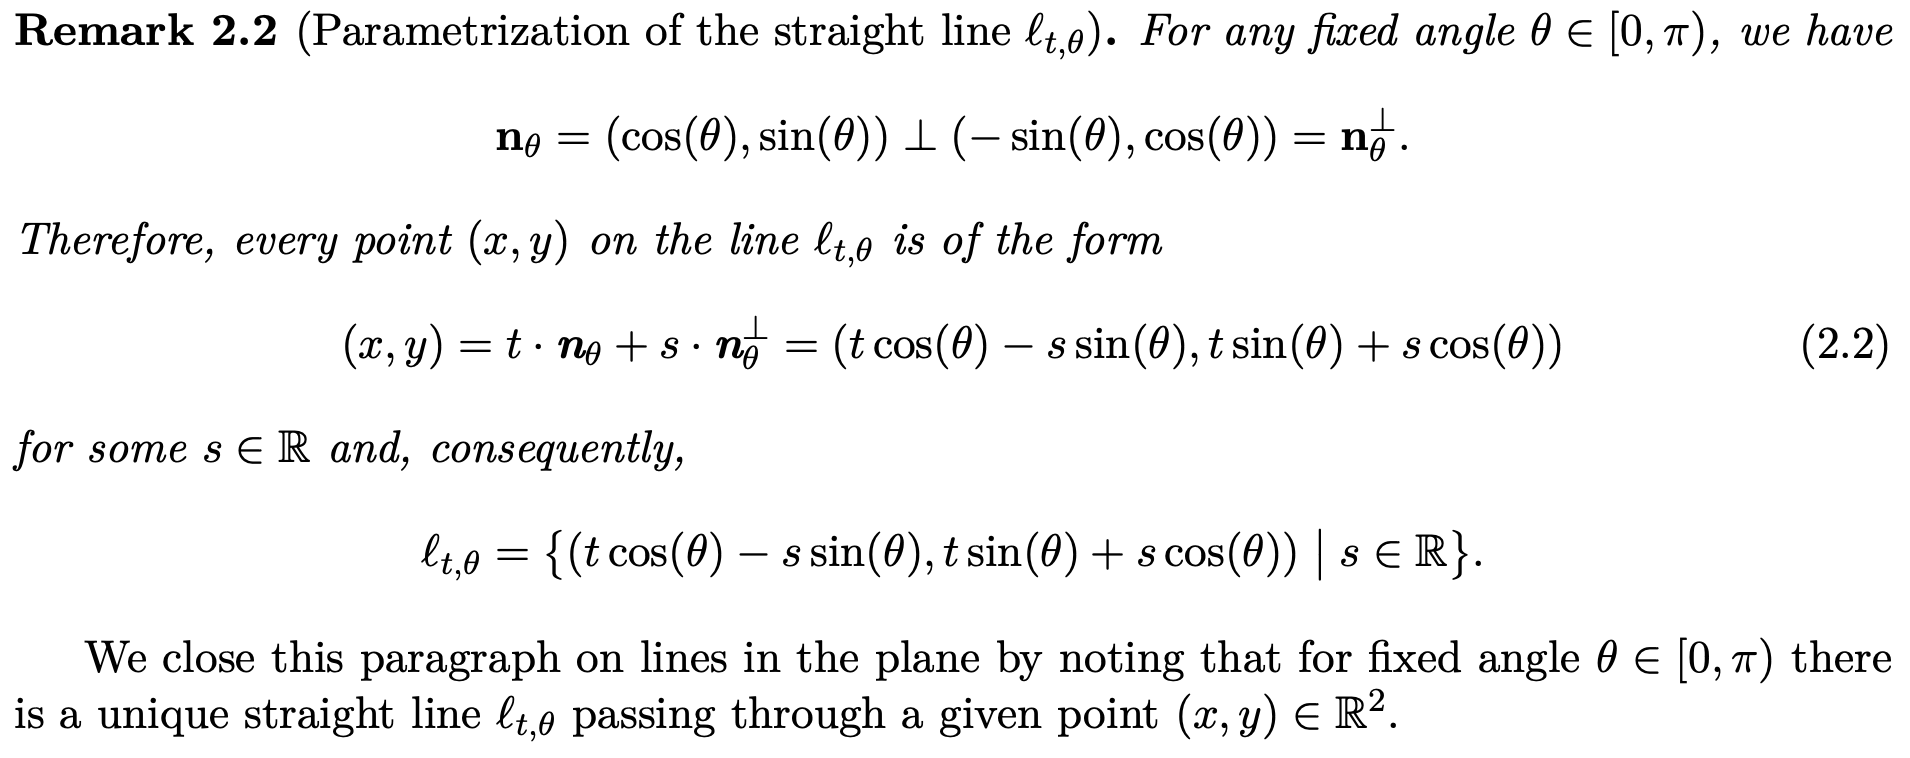 Remark 2.2 (Parametrization of the straight line ℓ_{t,θ}). For any fixed angle θ ∈ [0, π), we have
n_θ = (cos(θ), sin(θ)) ⊥ (− sin(θ), cos(θ)) = n_θ^⊥.
Therefore, every point (x, y) on the line ℓ_{t,θ} is of the form
(x, y) = t · n_θ + s · n_θ^⊥ = (t cos(θ) − s sin(θ), t sin(θ) + s cos(θ)) (2.2)
for some s ∈ ℝ and, consequently,
ℓ_{t,θ} = {(t cos(θ) − s sin(θ), t sin(θ) + s cos(θ)) | s ∈ ℝ}.
We close this paragraph on lines in the plane by noting that for fixed angle θ ∈ [0, π) there
is a unique straight line ℓ_{t,θ} passing through a given point (x, y) ∈ ℝ².